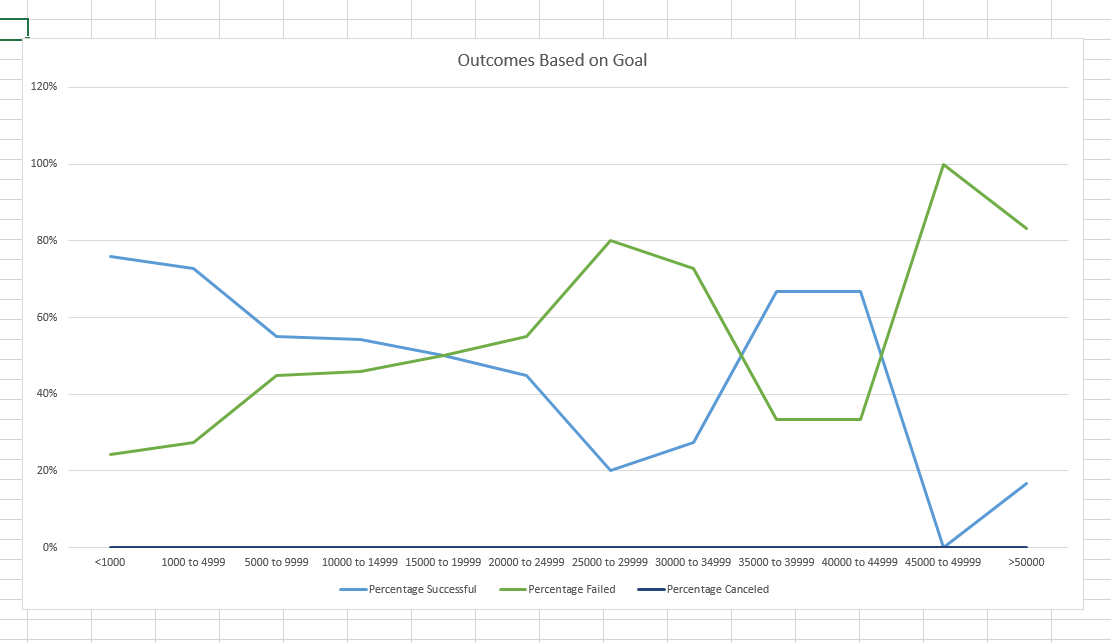 Outcomes Based on Goal
120%
100%
80%
60%
40%
20%
0%
<1000 1000 to 4999 5000 to 9999 10000 to 14999 15000 to 19999 20000 to 24999 25000 to 29999 30000 to 34999 35000 to 39999 40000 to 44999 45000 to 49999 >50000
Percentage Successful Percentage Failed Percentage Canceled